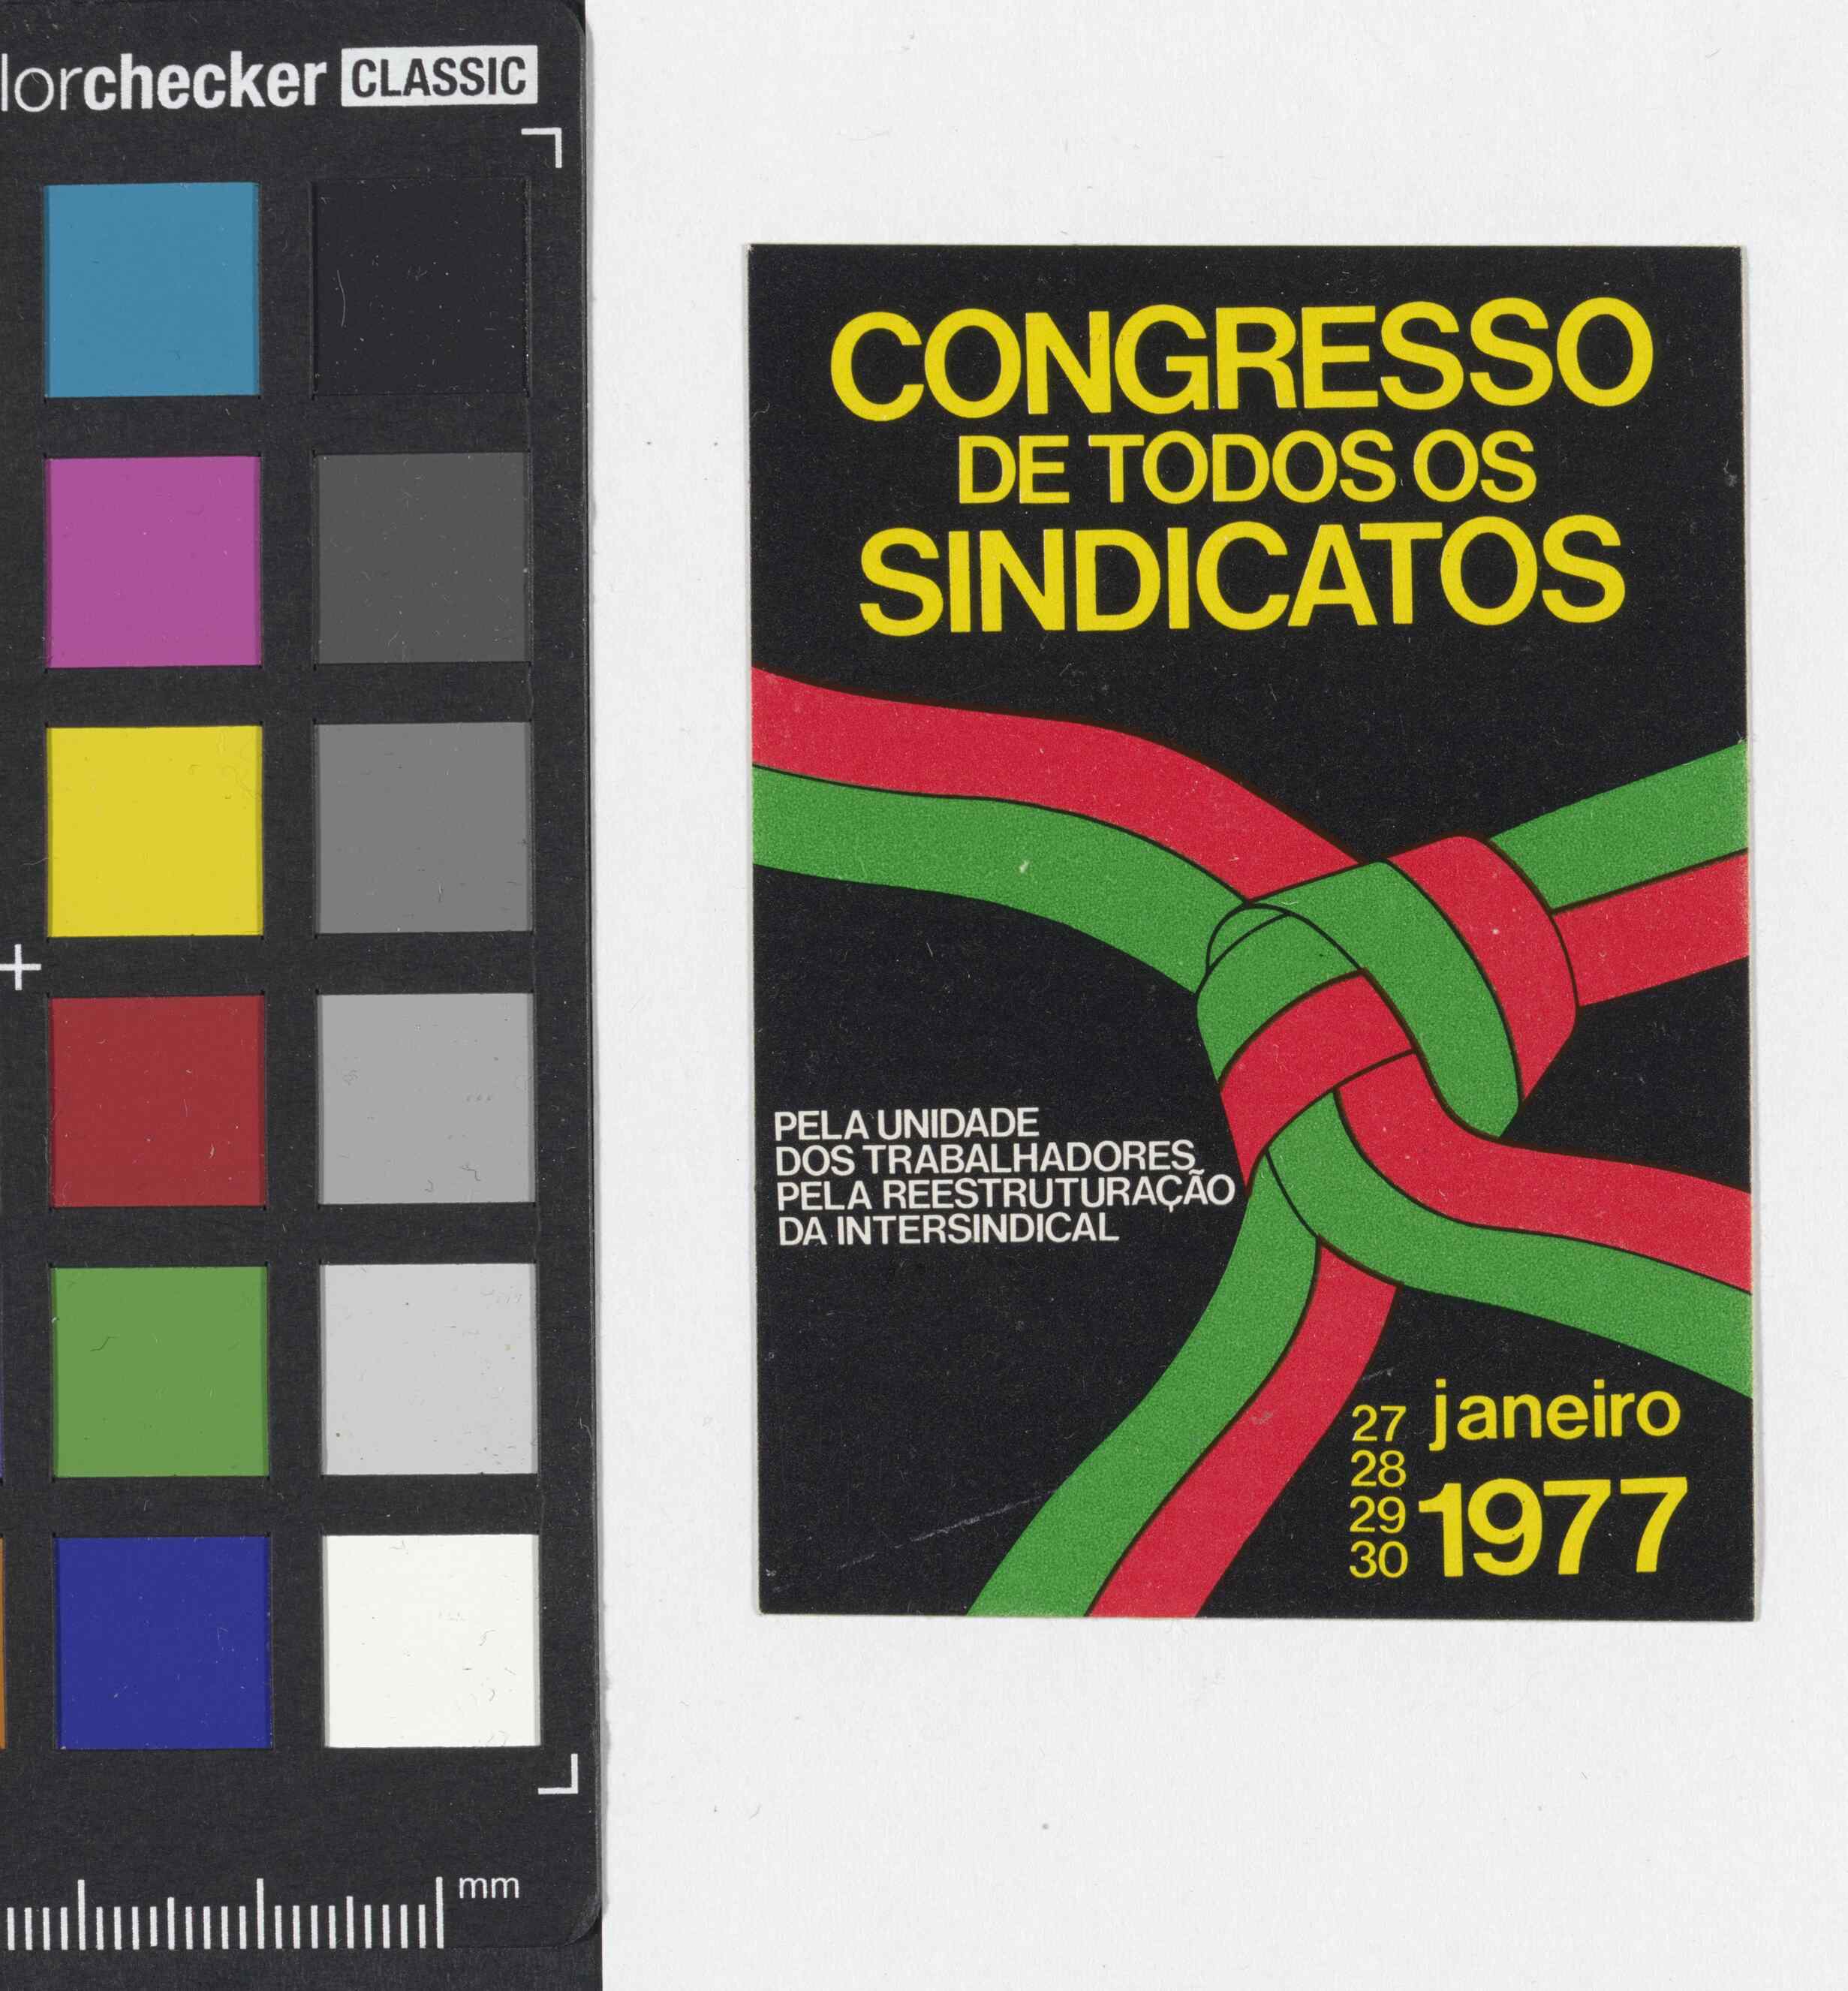 lorchecker CLASSIC
CONGRESSO
DE TODOS OS
SINDICATOS
PELA UNIDADE
DOS TRABALHADORES
PELA REESTRUTURAÇÃO
DA INTERSINDICAL
27 janeiro
28
29 1977
30
mm